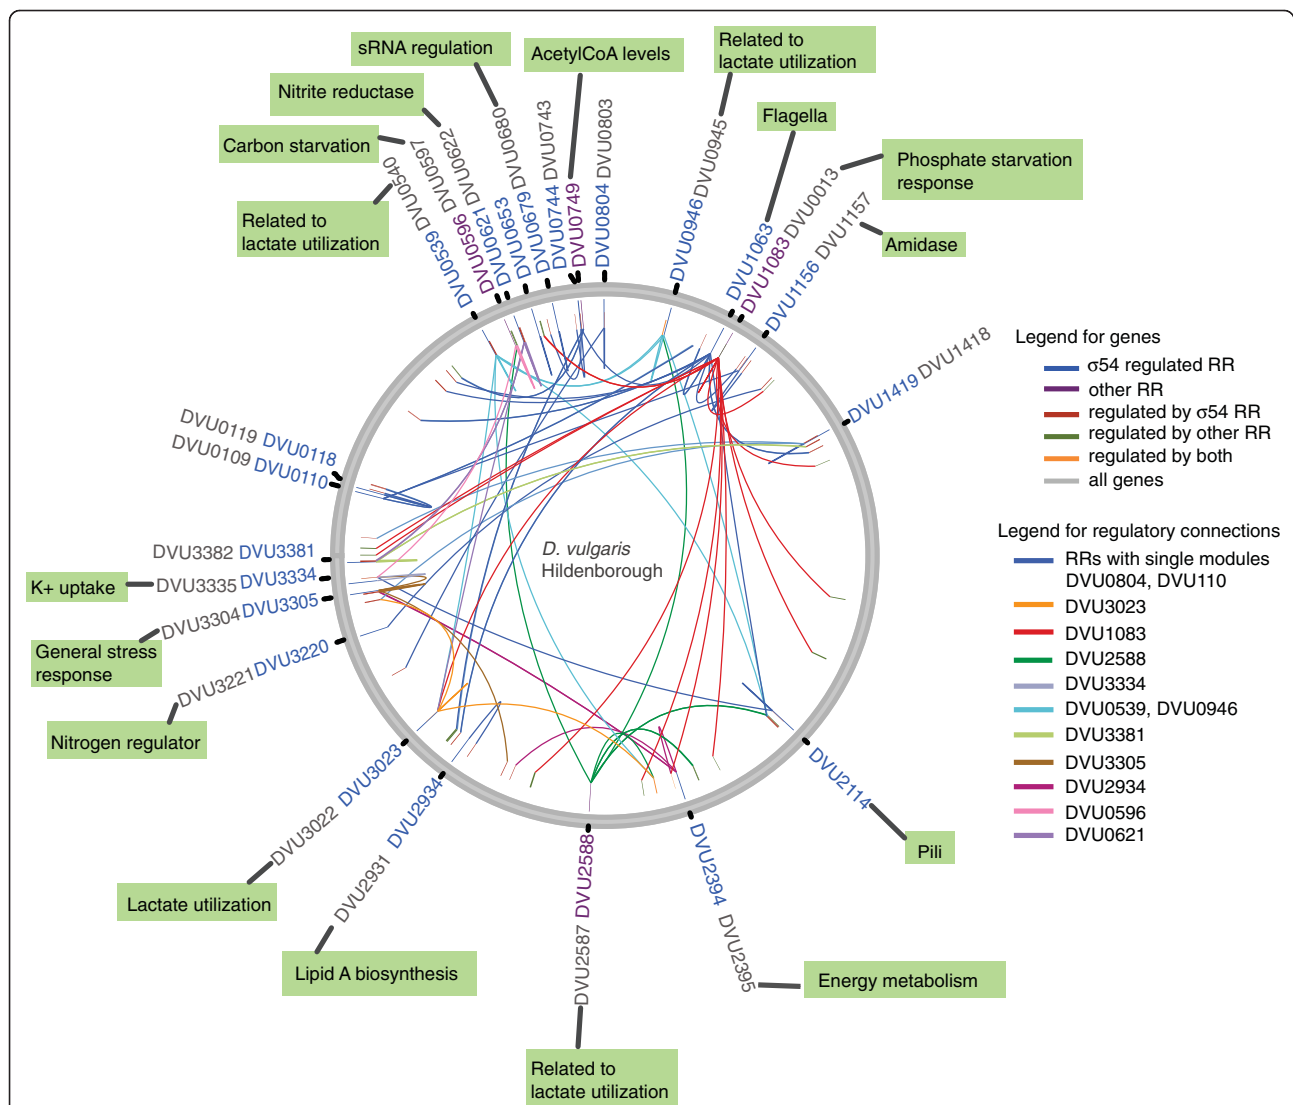 sRNA regulation
AcetylCoA levels
Related to
lactate utilization
Nitrite reductase
Flagella
Carbon starvation
Phosphate starvation
response
Related to
lactate utilization
Amidase
DVU0540
DVU0539
DVU0597
DVU0596
DVU0622
DVU0621
DVU0653
DVU0680
DVU0679
DVU0743
DVU0744
DVU0749
DVU0803
DVU0804
DVU0945
DVU0946
DVU1063
DVU0013
DVU1083
DVU1157
DVU1156
DVU1419 DVU1418
DVU0119 DVU0118
DVU0109 DVU0110
DVU3382 DVU3381
K+ uptake
DVU3335 DVU3334
DVU3304 DVU3305
General stress
response
DVU3221 DVU3220
Nitrogen regulator
DVU3022 DVU3023
Lactate utilization
DVU2931 DVU2934
Lipid A biosynthesis
DVU2587 DVU2588
Related to
lactate utilization
DVU2394 DVU2395
Energy metabolism
DVU2114
Pili
D. vulgaris
Hildenborough
Legend for genes
σ54 regulated RR
other RR
regulated by σ54 RR
regulated by other RR
regulated by both
all genes
Legend for regulatory connections
RRs with single modules
DVU0804, DVU110
DVU3023
DVU1083
DVU2588
DVU3334
DVU0539, DVU0946
DVU3381
DVU3305
DVU2934
DVU0596
DVU0621